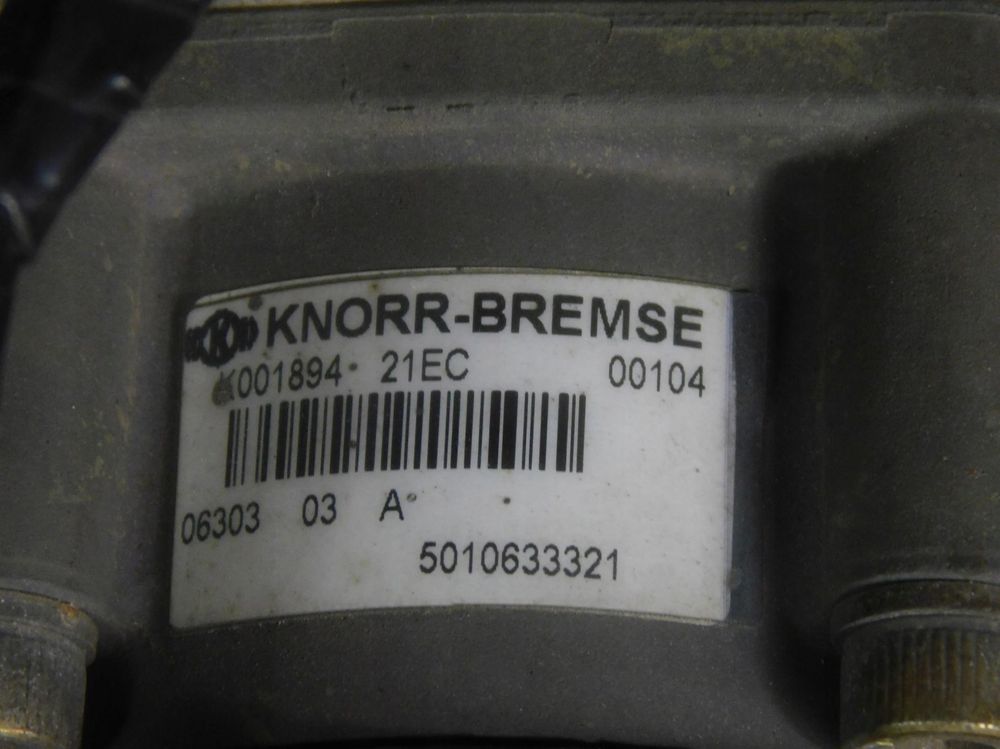 KNORR-BREMSE
K001894 21EC 00104
06303 03 A
5010633321